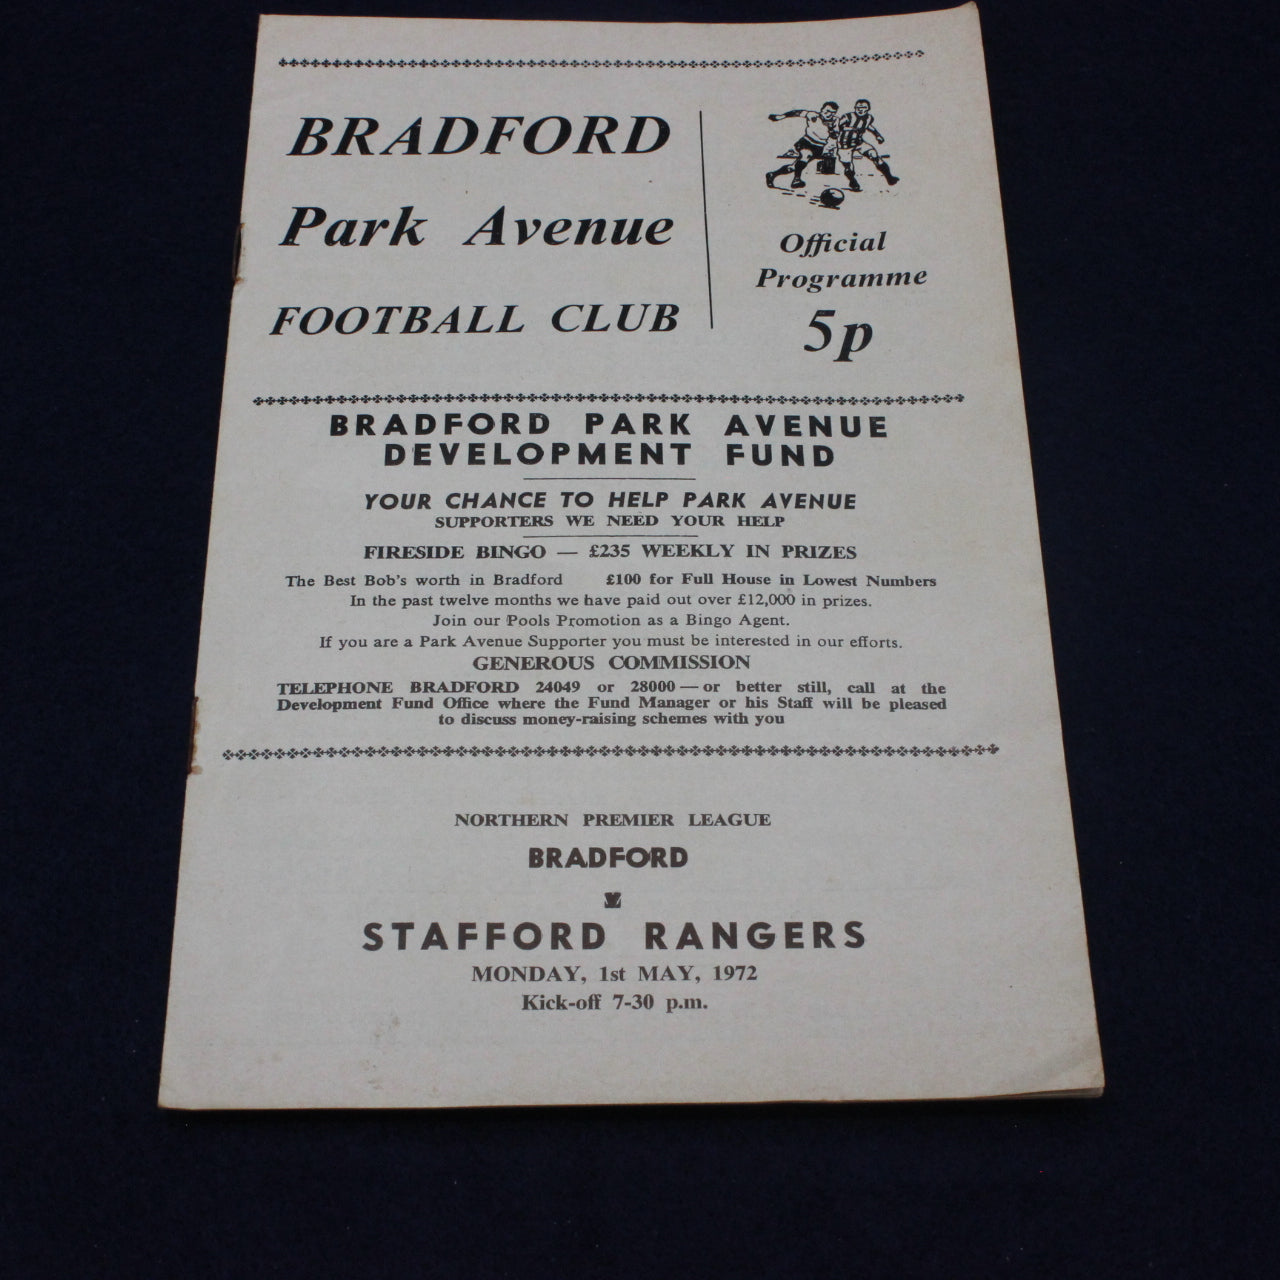 BRADFORD
Park Avenue
FOOTBALL CLUB
Official
Programme
5p
BRADFORD PARK AVENUE
DEVELOPMENT FUND
YOUR CHANCE TO HELP PARK AVENUE
SUPPORTERS WE NEED YOUR HELP
FIRESIDE BINGO — £235 WEEKLY IN PRIZES
The Best Bob's worth in Bradford £100 for Full House in Lowest Numbers
In the past twelve months we have paid out over £12,000 in prizes.
Join our Pools Promotion as a Bingo Agent.
If you are a Park Avenue Supporter you must be interested in our efforts.
GENEROUS COMMISSION
TELEPHONE BRADFORD 24049 or 28000 — or better still, call at the
Development Fund Office where the Fund Manager or his Staff will be pleased
to discuss money-raising schemes with you
NORTHERN PREMIER LEAGUE
BRADFORD
V
STAFFORD RANGERS
MONDAY, 1st MAY, 1972
Kick-off 7-30 p.m.